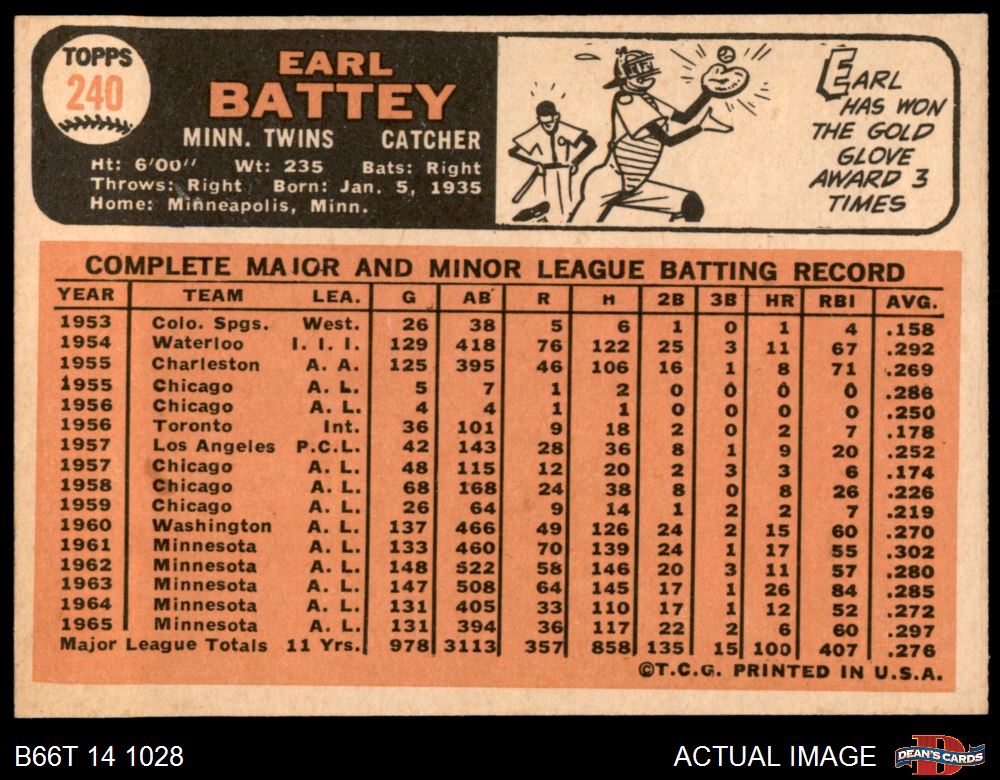 TOPPS
240
EARL
BATTEY
MINN. TWINS CATCHER
Ht: 6'00" Wt: 235 Bats: Right
Throws: Right Born: Jan. 5, 1935
Home: Minneapolis, Minn.
EARL
HAS WON
THE GOLD
GLOVE
AWARD 3
TIMES
COMPLETE MAJOR AND MINOR LEAGUE BATTING RECORD
YEAR TEAM LEA. G AB R H 2B 3B HR RBI AVG.
1953 Colo. Spgs. West. 26 38 5 6 1 0 1 4 .158
1954 Waterloo I. I. I. 129 418 76 122 25 3 11 67 .292
1955 Charleston A. A. 125 395 46 106 16 1 8 71 .269
1955 Chicago A. L. 5 7 1 2 0 0 0 0 .286
1956 Chicago A. L. 4 4 1 1 0 0 0 0 .250
1956 Toronto Int. 36 101 9 18 2 0 2 7 .178
1957 Los Angeles P.C.L. 42 143 28 36 8 1 9 20 .252
1957 Chicago A. L. 48 115 12 20 2 3 3 6 .174
1958 Chicago A. L. 68 168 24 38 8 0 8 26 .226
1959 Chicago A. L. 26 64 9 14 1 2 2 7 .219
1960 Washington A. L. 137 466 49 126 24 2 15 60 .270
1961 Minnesota A. L. 133 460 70 139 24 1 17 55 .302
1962 Minnesota A. L. 148 522 58 146 20 3 11 57 .280
1963 Minnesota A. L. 147 508 64 145 17 1 26 84 .285
1964 Minnesota A. L. 131 405 33 110 17 1 12 52 .272
1965 Minnesota A. L. 131 394 36 117 22 2 6 60 .297
Major League Totals 11 Yrs. 978 3113 357 858 135 15 100 407 .276
©T.C.G. PRINTED IN U.S.A.
B66T 14 1028
ACTUAL IMAGE
DEAN'S CARDS